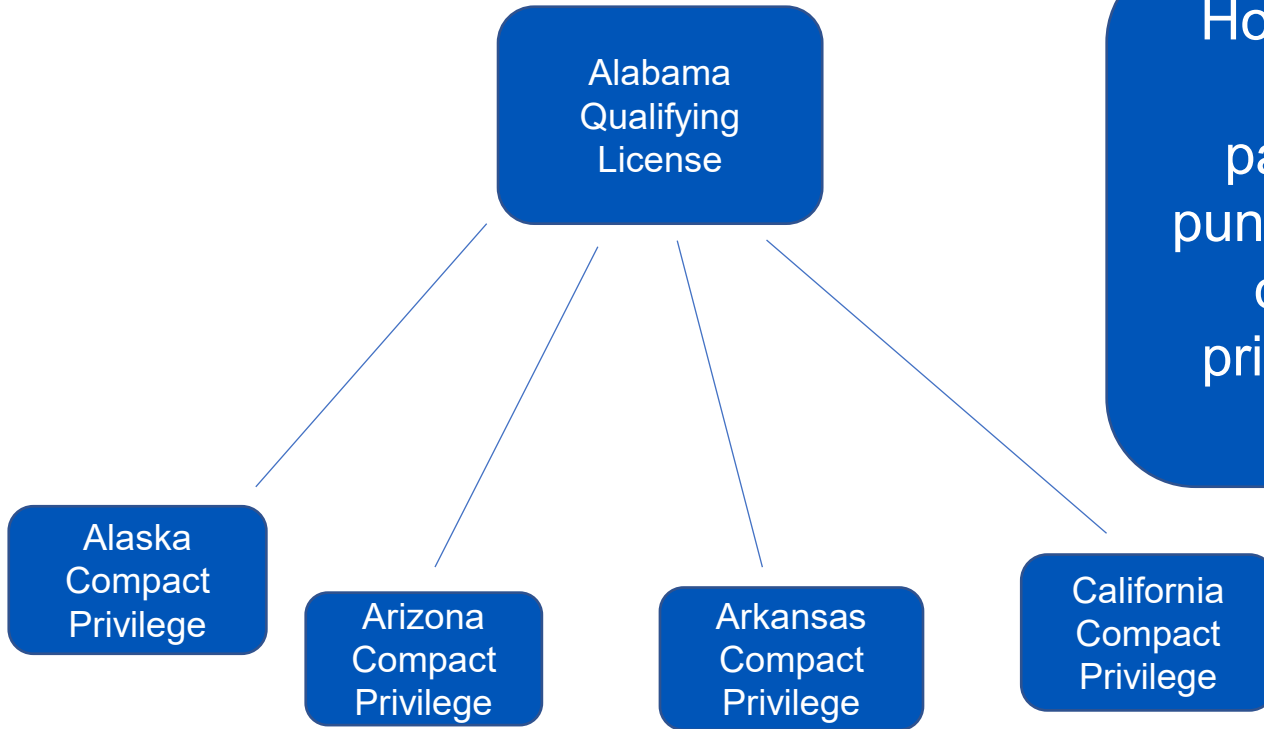 Alabama
Qualifying
License
Alaska
Compact
Privilege
Arizona
Compact
Privilege
Arkansas
Compact
Privilege
California
Compact
Privilege